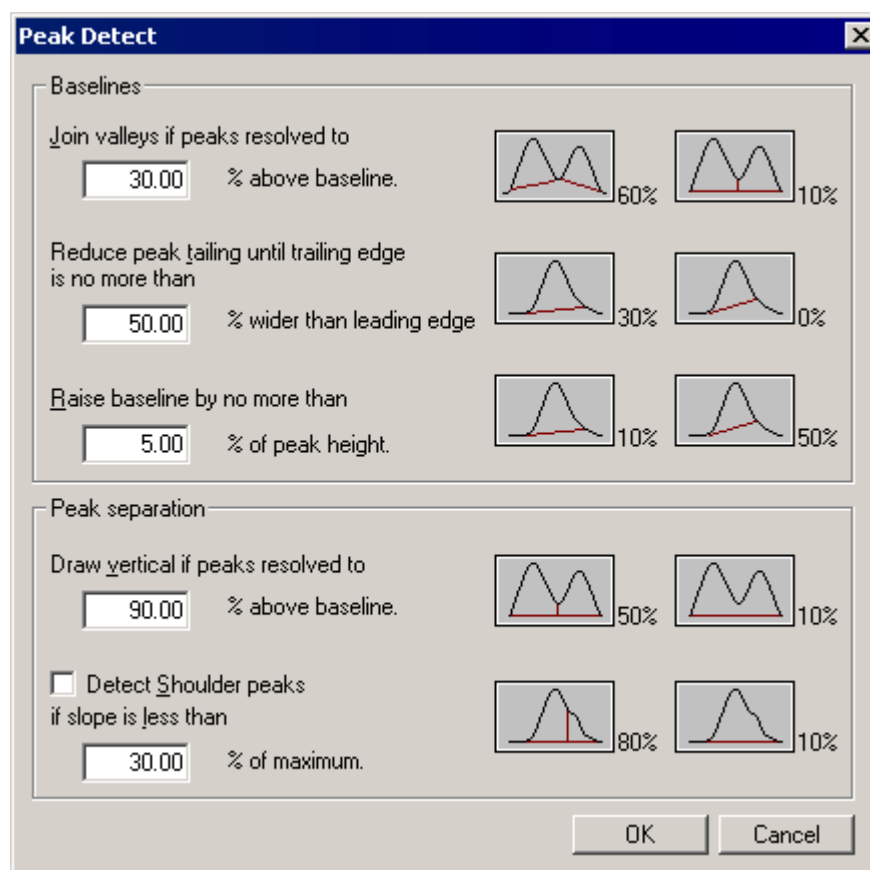 Peak Detect
Baselines
Join valleys if peaks resolved to
30.00 % above baseline.
60% 10%
Reduce peak tailing until trailing edge
is no more than
50.00 % wider than leading edge
30% 0%
Raise baseline by no more than
5.00 % of peak height.
10% 50%
Peak separation
Draw vertical if peaks resolved to
90.00 % above baseline.
50% 10%
Detect Shoulder peaks
if slope is less than
30.00 % of maximum.
80% 10%
OK Cancel